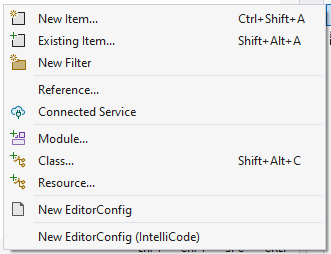 New Item... Ctrl+Shift+A
Existing Item... Shift+Alt+A
New Filter
Reference...
Connected Service
Module...
Class... Shift+Alt+C
Resource...
New EditorConfig
New EditorConfig (IntelliCode)